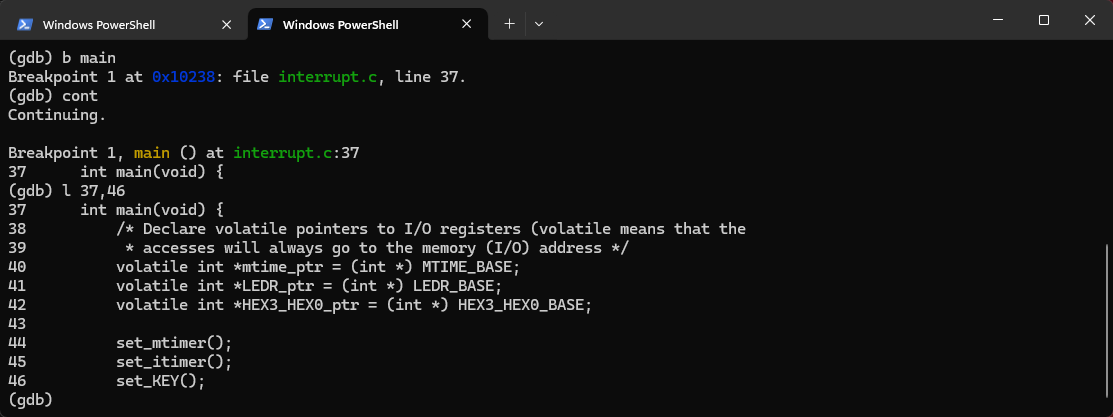 Windows PowerShell
Windows PowerShell
(gdb) b main
Breakpoint 1 at 0x10238: file interrupt.c, line 37.
(gdb) cont
Continuing.
Breakpoint 1, main () at interrupt.c:37
37      int main(void) {
(gdb) l 37,46
37      int main(void) {
38          /* Declare volatile pointers to I/O registers (volatile means that the
39           * accesses will always go to the memory (I/O) address */
40          volatile int *mtime_ptr = (int *) MTIME_BASE;
41          volatile int *LEDR_ptr = (int *) LEDR_BASE;
42          volatile int *HEX3_HEX0_ptr = (int *) HEX3_HEX0_BASE;
43
44          set_mtimer();
45          set_itimer();
46          set_KEY();
(gdb)